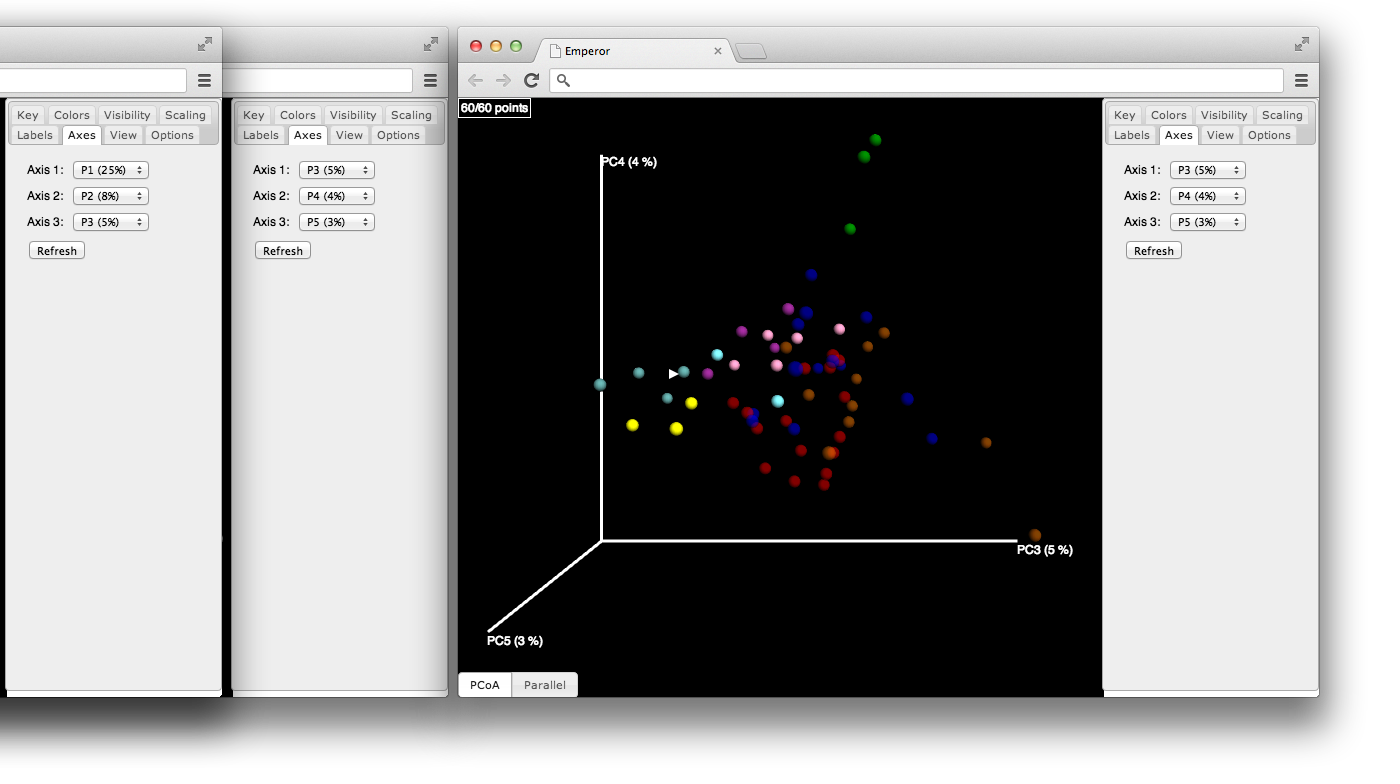 Key Colors Visibility Scaling
Labels Axes View Options
Axis 1: P1 (25%)
Axis 2: P2 (8%)
Axis 3: P3 (5%)
Refresh
Key Colors Visibility Scaling
Labels Axes View Options
Axis 1: P3 (5%)
Axis 2: P4 (4%)
Axis 3: P5 (3%)
Refresh
Emperor
60/60 points
PC4 (4 %)
PC3 (5 %)
PC5 (3 %)
PCoA Parallel
Key Colors Visibility Scaling
Labels Axes View Options
Axis 1: P3 (5%)
Axis 2: P4 (4%)
Axis 3: P5 (3%)
Refresh